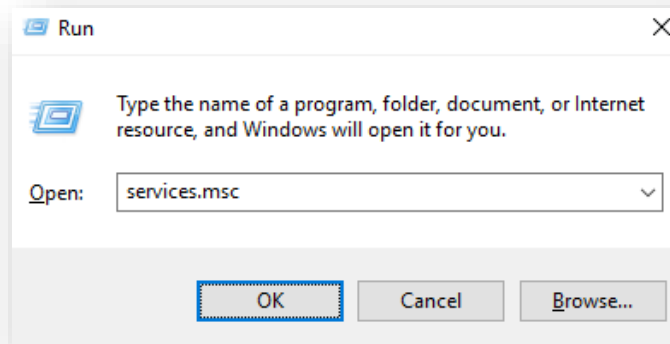 Run
Type the name of a program, folder, document, or Internet
resource, and Windows will open it for you.
Open: services.msc
OK Cancel Browse...